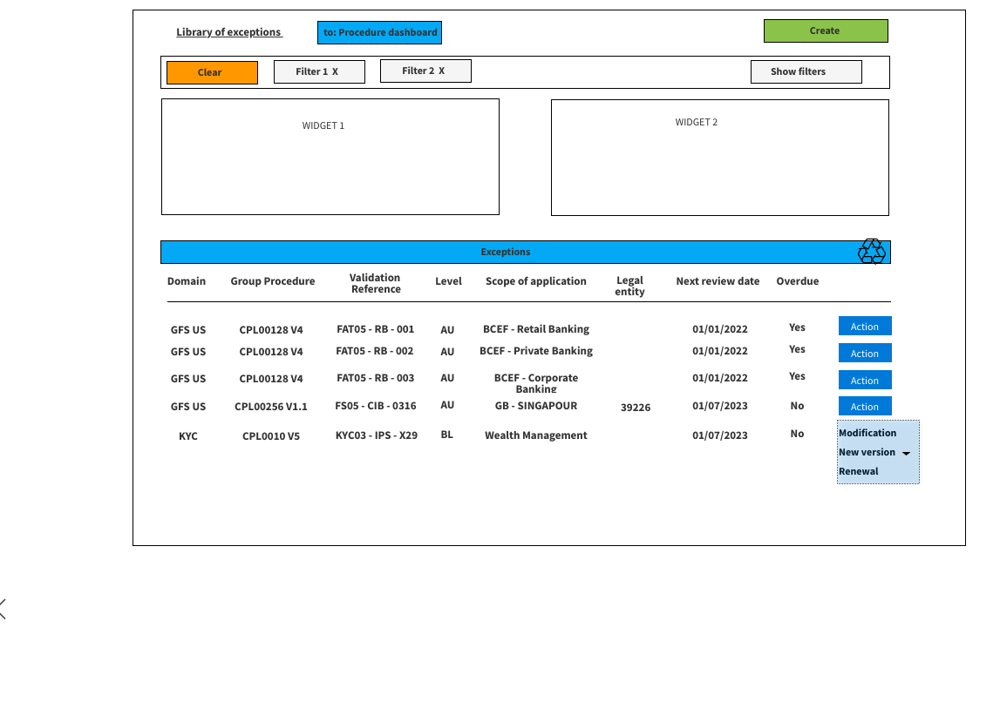 Library of exceptions
to: Procedure dashboard
Create
Clear
Filter 1 X
Filter 2 X
Show filters
WIDGET 1
WIDGET 2
Exceptions
Domain Group Procedure Validation Reference Level Scope of application Legal entity Next review date Overdue
GFS US CPL00128 V4 FAT05 - RB - 001 AU BCEF - Retail Banking 01/01/2022 Yes Action
GFS US CPL00128 V4 FAT05 - RB - 002 AU BCEF - Private Banking 01/01/2022 Yes Action
GFS US CPL00128 V4 FAT05 - RB - 003 AU BCEF - Corporate Banking 01/01/2022 Yes Action
GFS US CPL00256 V1.1 FS05 - CIB - 0316 AU GB - SINGAPOUR 39226 01/07/2023 No Action
KYC CPL0010 V5 KYC03 - IPS - X29 BL Wealth Management 01/07/2023 No
Modification
New version
Renewal